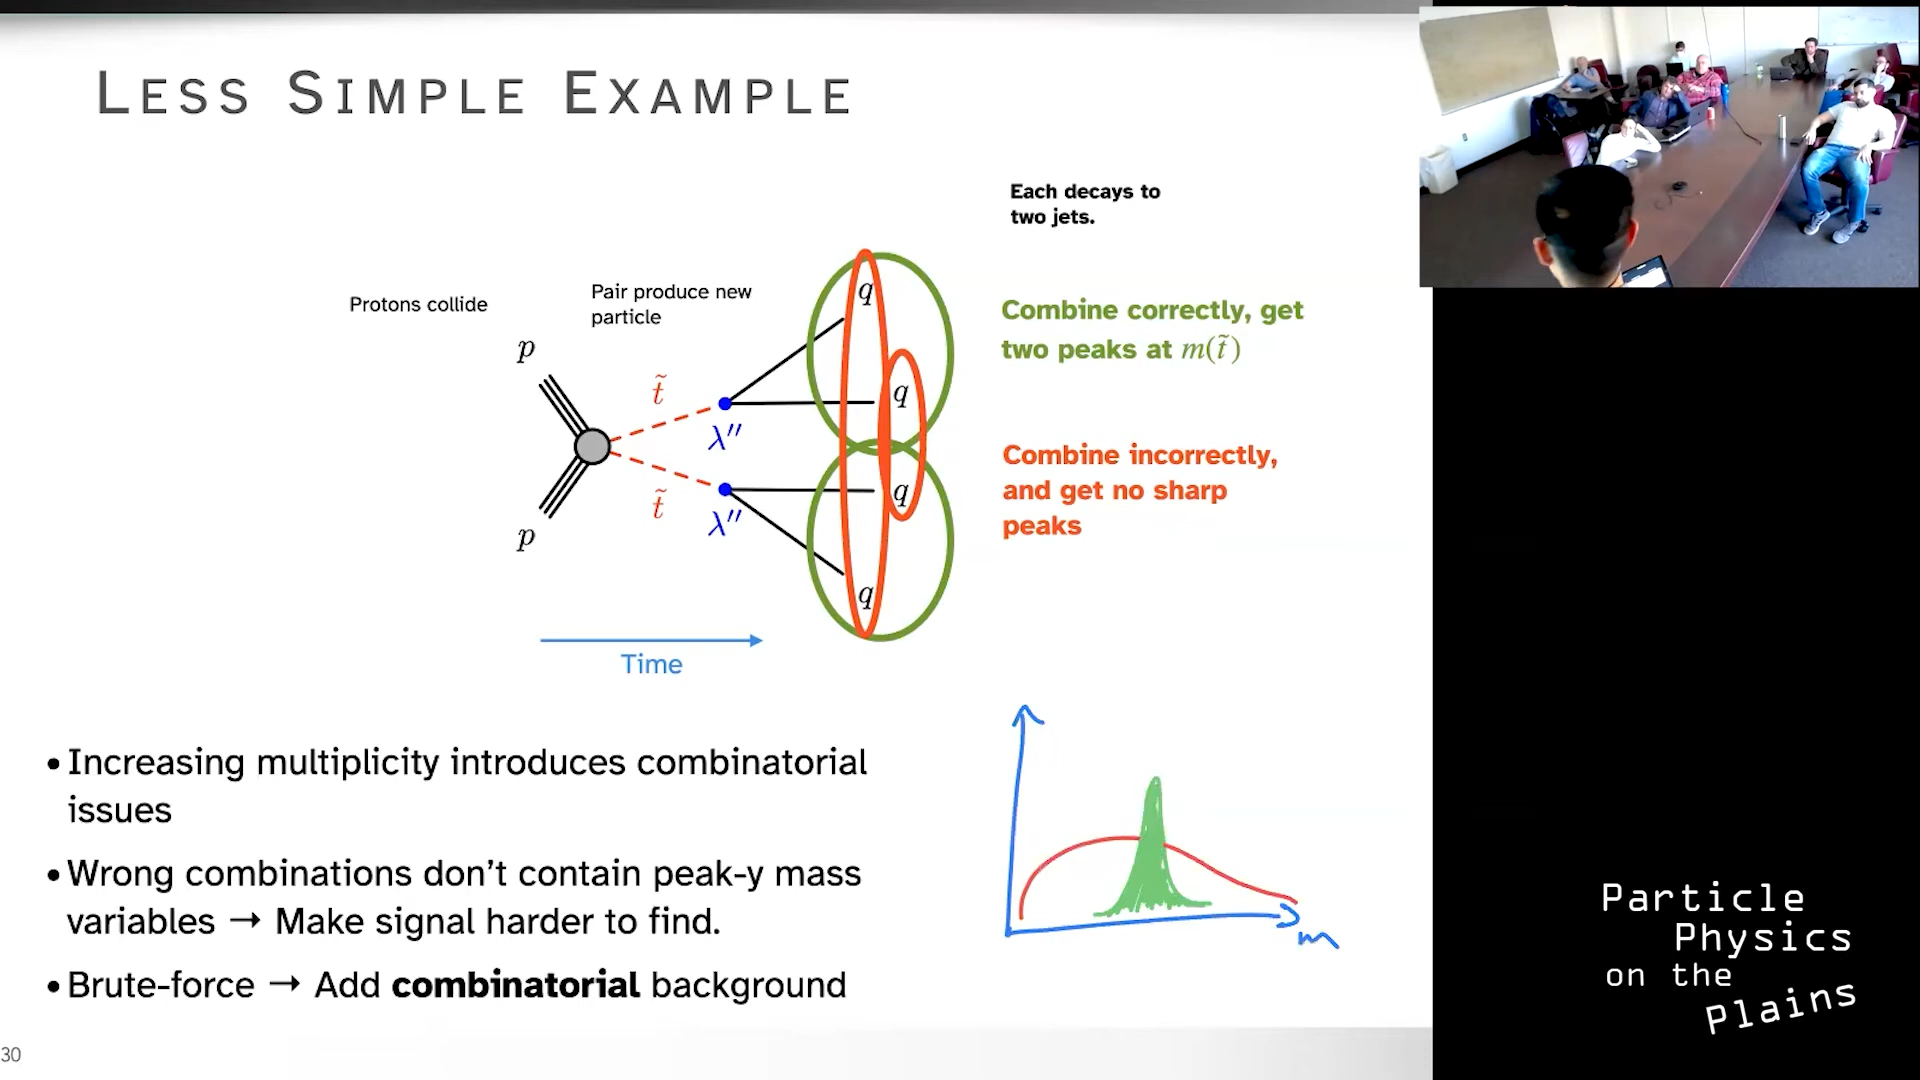 LESS SIMPLE EXAMPLE
Each decays to
two jets.
Protons collide
Pair produce new
particle
Combine correctly, get
two peaks at m(t̃)
Combine incorrectly,
and get no sharp
peaks
p
p
t̃
t̃
λ″
λ″
q
q
q
q
Time
• Increasing multiplicity introduces combinatorial
issues
• Wrong combinations don’t contain peak-y mass
variables → Make signal harder to find.
• Brute-force → Add combinatorial background
m
30
Particle
Physics
on the
Plains